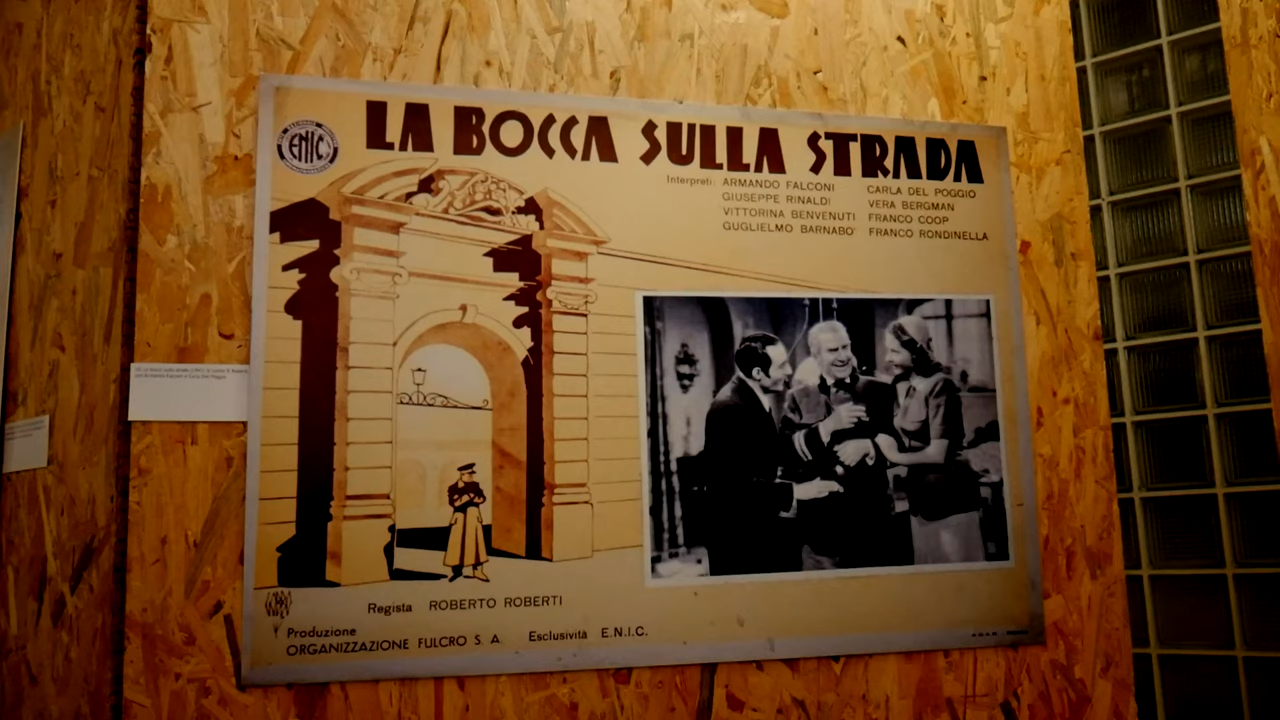 LA BOCCA SULLA STRADA
ENIC
Interpreti: ARMANDO FALCONI CARLA DEL POGGIO
GIUSEPPE RINALDI VERA BERGMAN
VITTORINA BENVENUTI FRANCO COOP
GUGLIELMO BARNABO' FRANCO RONDINELLA
Regista ROBERTO ROBERTI
Produzione
ORGANIZZAZIONE FULCRO S. A. Esclusività E.N.I.C.